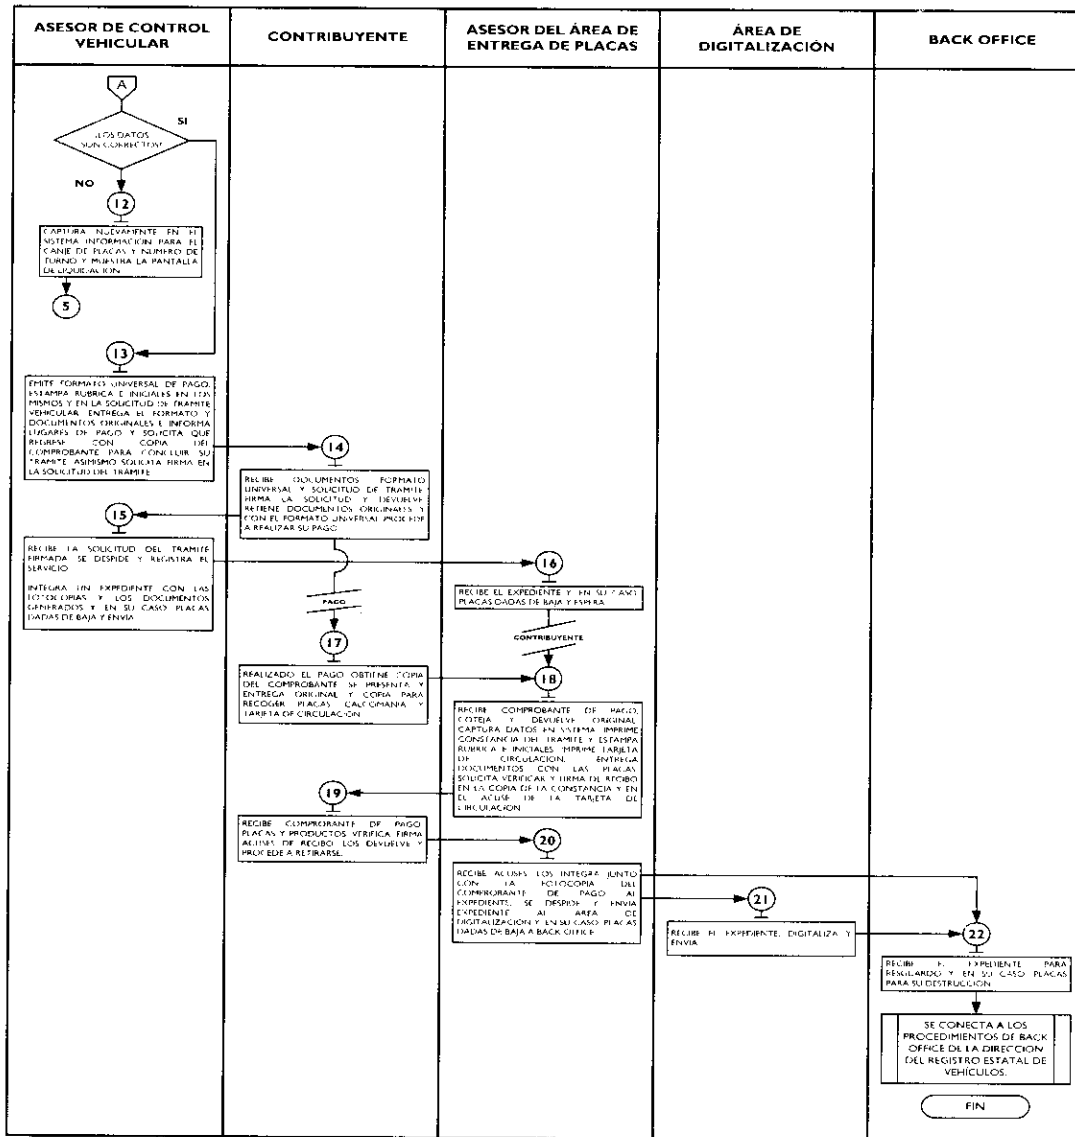 ASESOR DE CONTROL
VEHICULAR
CONTRIBUYENTE
ASESOR DEL ÁREA DE
ENTREGA DE PLACAS
ÁREA DE
DIGITALIZACIÓN
BACK OFFICE
A
¿LOS DATOS
SON CORRECTOS?
SI
NO
12
CAPTURA NUEVAMENTE EN EL
SISTEMA INFORMACION PARA EL
CANJE DE PLACAS Y NUMERO DE
TURNO Y MUESTRA LA PANTALLA
DE LIQUIDACION
5
13
EMITE FORMATO UNIVERSAL DE PAGO,
ESTAMPA RUBRICA E INICIALES EN LOS
MISMOS Y EN LA SOLICITUD DE TRAMITE
VEHICULAR ENTREGA EL FORMATO Y
DOCUMENTOS ORIGINALES E INFORMA
LUGARES DE PAGO Y SOLICITA QUE
REGRESE CON COPIA DEL
COMPROBANTE PARA CONCLUIR SU
TRAMITE ASIMISMO SOLICITA FIRMA EN
LA SOLICITUD DEL TRAMITE
14
RECIBE DOCUMENTOS FORMATO
UNIVERSAL Y SOLICITUD DE TRAMITE
FIRMA LA SOLICITUD Y DEVUELVE
RETIENE DOCUMENTOS ORIGINALES Y
CON EL FORMATO UNIVERSAL PROCEDE
A REALIZAR SU PAGO
15
RECIBE LA SOLICITUD DEL TRAMITE
FIRMADA SE DESPIDE Y REGISTRA EL
SERVICIO
INTEGRA UN EXPEDIENTE CON LAS
FOTOCOPIAS Y LOS DOCUMENTOS
GENERADOS Y EN SU CASO PLACAS
DADAS DE BAJA Y ENVIA
16
RECIBE EL EXPEDIENTE Y EN SU CASO
PLACAS DADAS DE BAJA Y ESPERA
PAGO
CONTRIBUYENTE
17
REALIZADO EL PAGO OBTIENE COPIA
DEL COMPROBANTE SE PRESENTA Y
ENTREGA ORIGINAL Y COPIA PARA
RECOGER PLACAS CALCOMANIA Y
TARJETA DE CIRCULACION
18
RECIBE COMPROBANTE DE PAGO,
COTEJA Y DEVUELVE ORIGINAL,
CAPTURA DATOS EN SISTEMA IMPRIME
CONSTANCIA DEL TRAMITE Y ESTAMPA
RUBRICA E INICIALES IMPRIME TARJETA
DE CIRCULACION, ENTREGA
DOCUMENTOS CON LAS PLACAS
SOLICITA VERIFICAR Y FIRMA DE RECIBO
EN LA COPIA DE LA CONSTANCIA Y EN
EL ACUSE DE LA TARJETA DE
CIRCULACION
19
RECIBE COMPROBANTE DE PAGO
PLACAS Y PRODUCTOS VERIFICA FIRMA
ACUSES DE RECIBO LOS DEVUELVE Y
PROCEDE A RETIRARSE.
20
RECIBE ACUSES LOS INTEGRA JUNTO
CON LA FOTOCOPIA DEL
COMPROBANTE DE PAGO AL
EXPEDIENTE, SE DESPIDE Y ENVIA
EXPEDIENTE AL AREA DE
DIGITALIZACION Y EN SU CASO PLACAS
DADAS DE BAJA A BACK OFFICE
21
RECIBE EL EXPEDIENTE, DIGITALIZA Y
ENVIA
22
RECIBE EL EXPEDIENTE PARA
RESGUARDO Y EN SU CASO PLACAS
PARA SU DESTRUCCION
SE CONECTA A LOS
PROCEDIMIENTOS DE BACK
OFFICE DE LA DIRECCION
DEL REGISTRO ESTATAL DE
VEHÍCULOS.
FIN